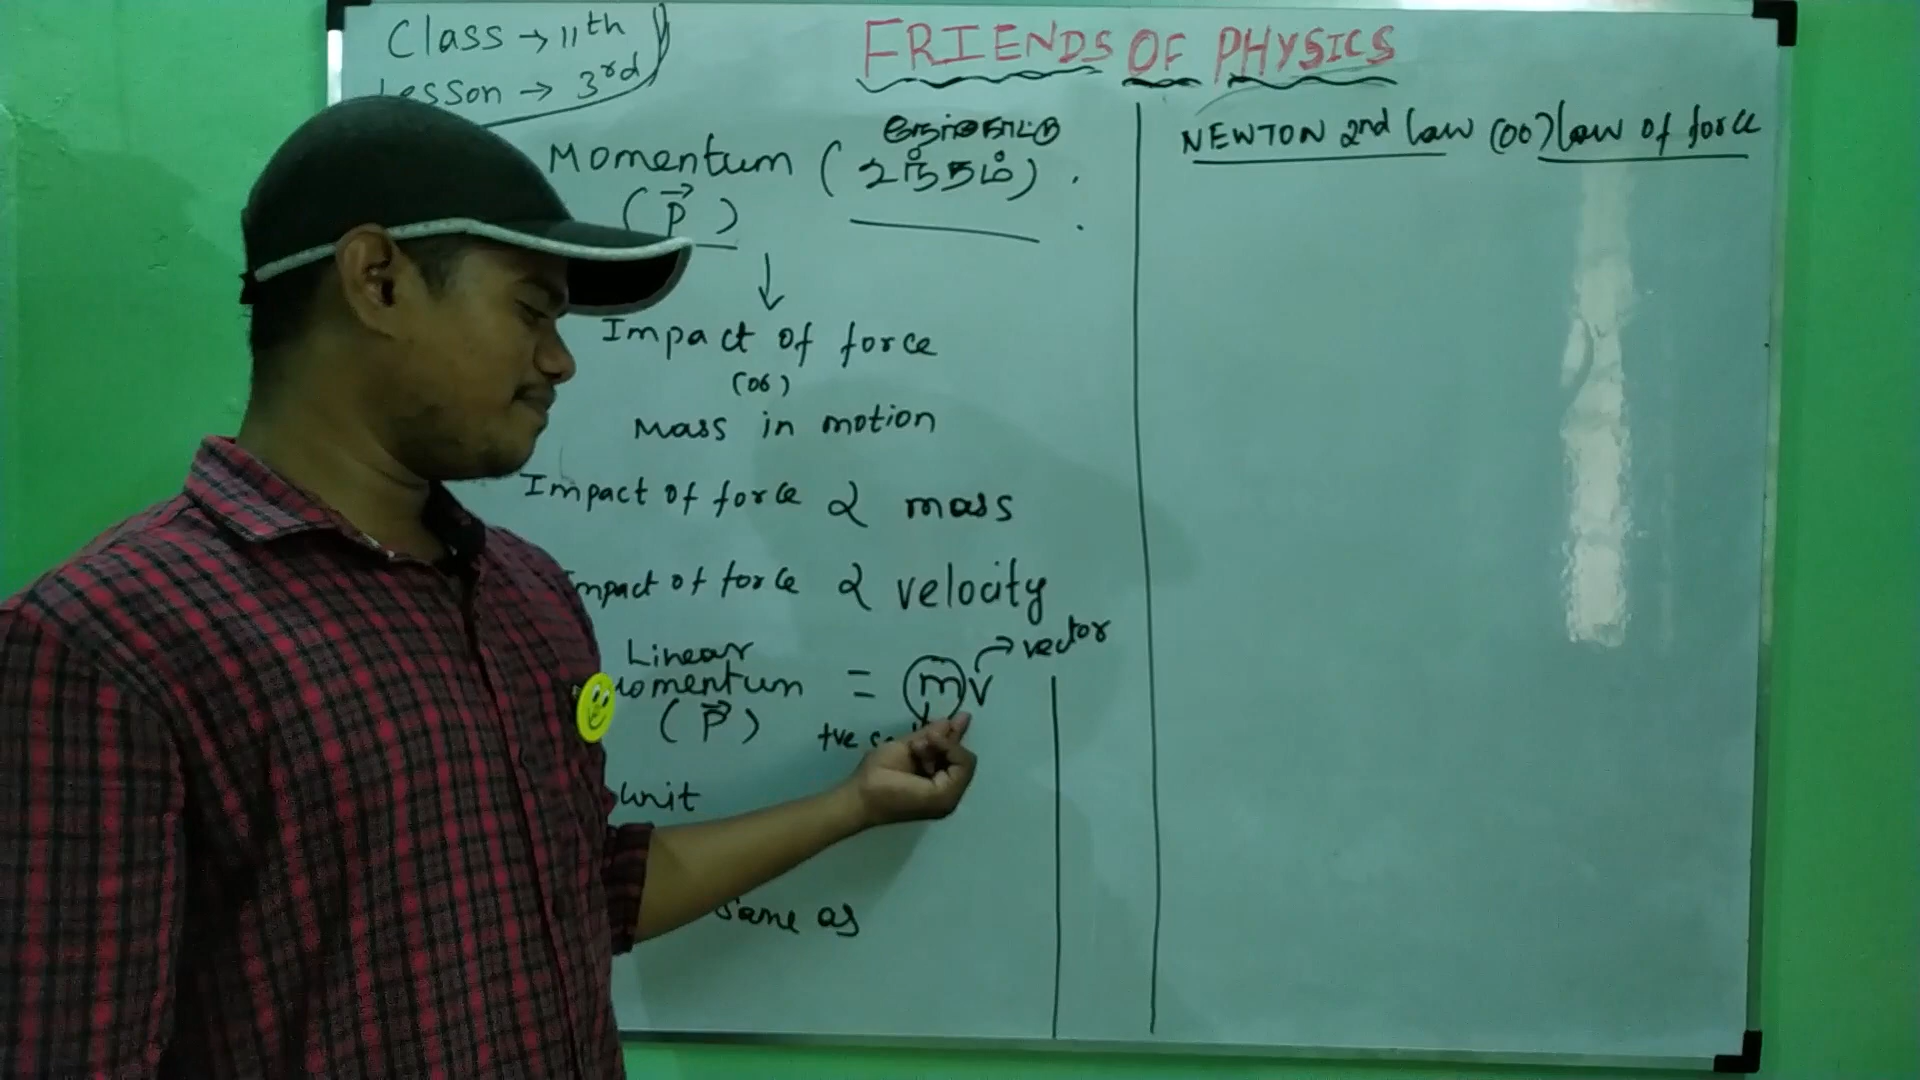 Class → 11th
Lesson → 3rd
FRIENDS OF PHYSICS
Momentum ( நேர்கோட்டு
உந்தம் ) .
( p⃗ )
↓
Impact of force
(or)
Mass in motion
Impact of force α mass
Impact of force α velocity
Linear
Momentum = mv → vector
( p⃗ )
+ve
unit
Same as
NEWTON 2nd law (or) law of force